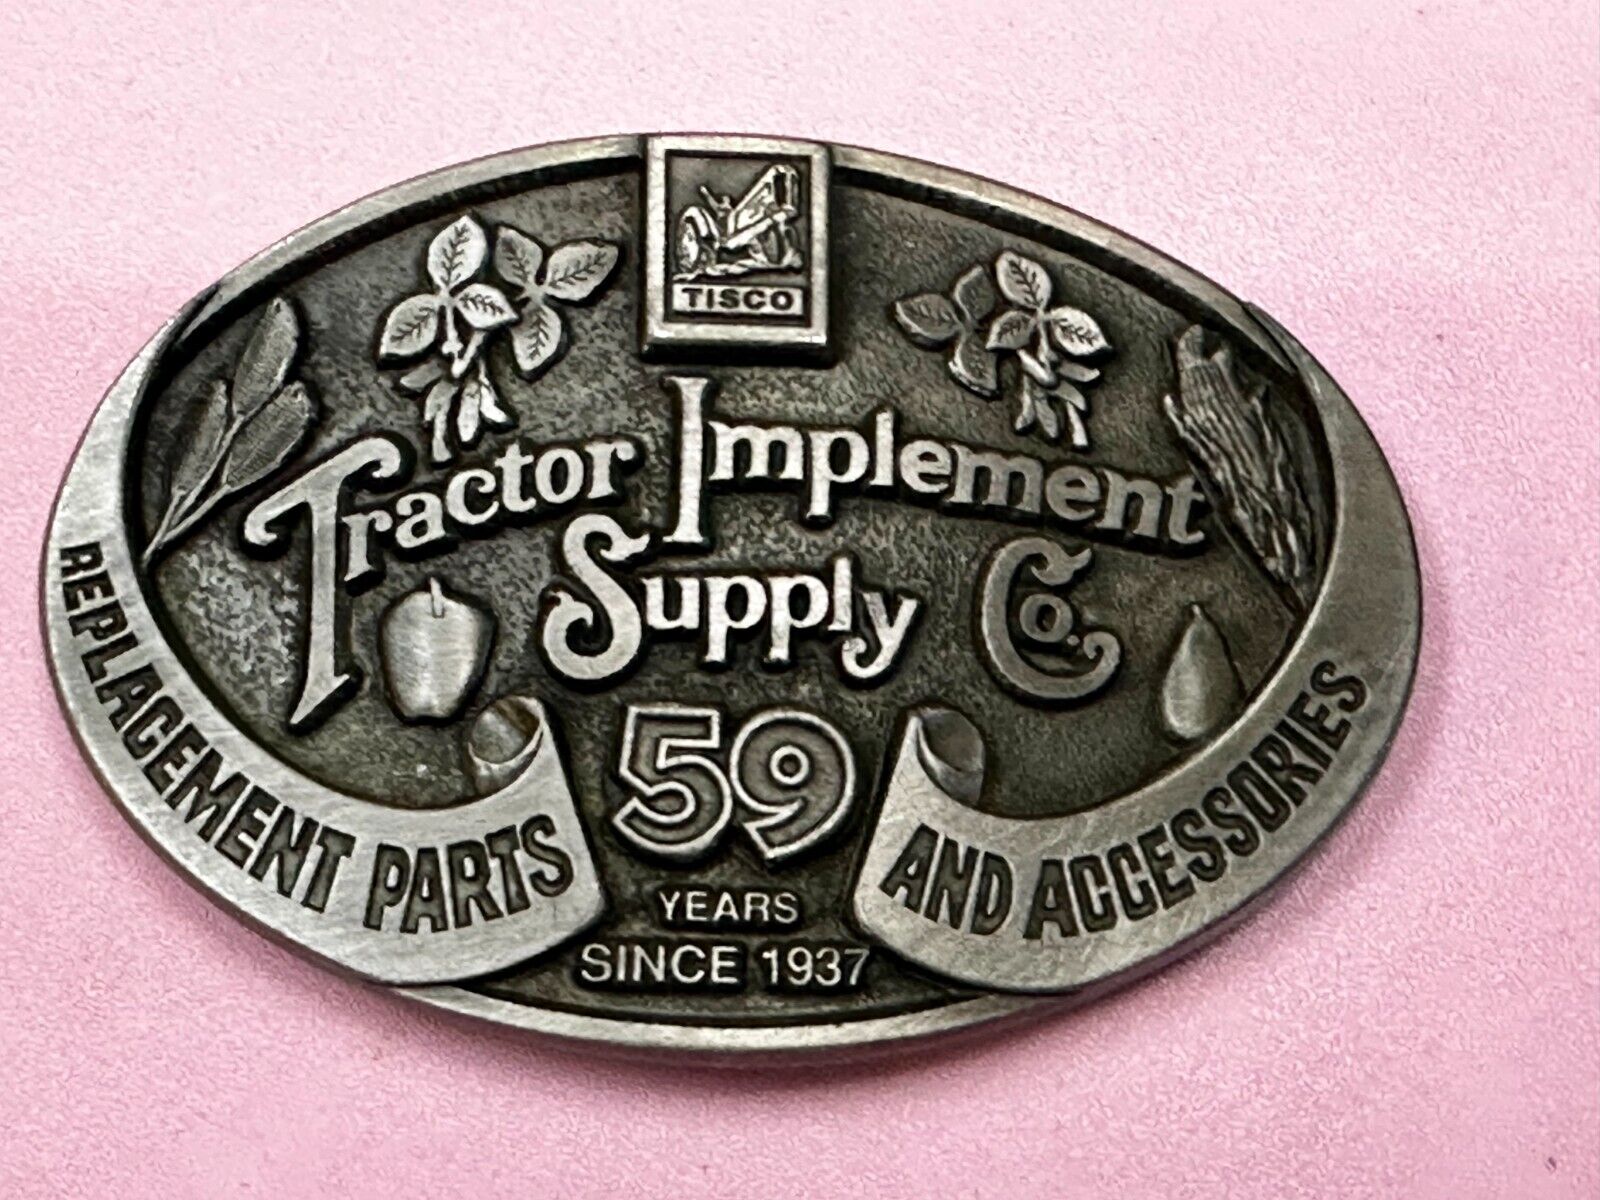 TISCO
Tractor Implement
Supply Co.
59
YEARS
SINCE 1937
REPLACEMENT PARTS
AND ACCESSORIES